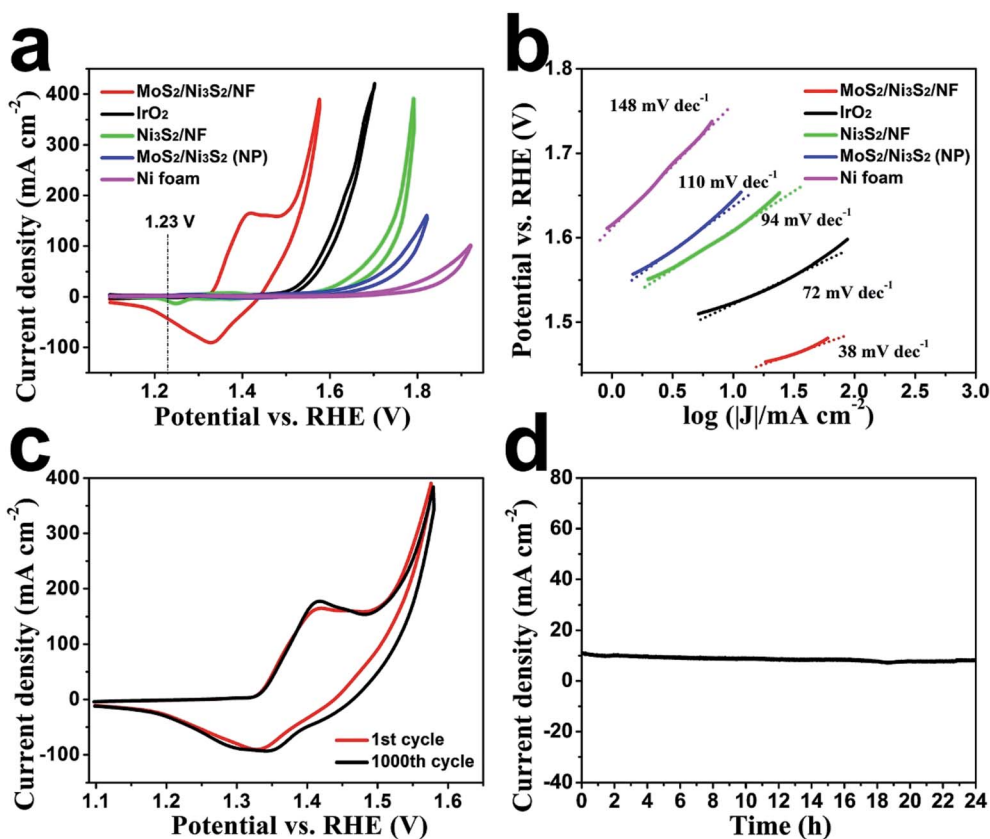 a
Current density (mA cm-2)
400
300
200
100
0
-100
MoS2/Ni3S2/NF
IrO2
Ni3S2/NF
MoS2/Ni3S2 (NP)
Ni foam
1.23 V
1.2 1.4 1.6 1.8
Potential vs. RHE (V)
b
Potential vs. RHE (V)
1.8
1.7
1.6
1.5
148 mV dec-1
110 mV dec-1
94 mV dec-1
72 mV dec-1
38 mV dec-1
MoS2/Ni3S2/NF
IrO2
Ni3S2/NF
MoS2/Ni3S2 (NP)
Ni foam
0.0 0.5 1.0 1.5 2.0 2.5 3.0
log (|J|/mA cm-2)
c
Current density (mA cm-2)
400
300
200
100
0
-100
1st cycle
1000th cycle
1.1 1.2 1.3 1.4 1.5 1.6
Potential vs. RHE (V)
d
Current density (mA cm-2)
80
60
40
20
0
-20
-40
0 2 4 6 8 10 12 14 16 18 20 22 24
Time (h)